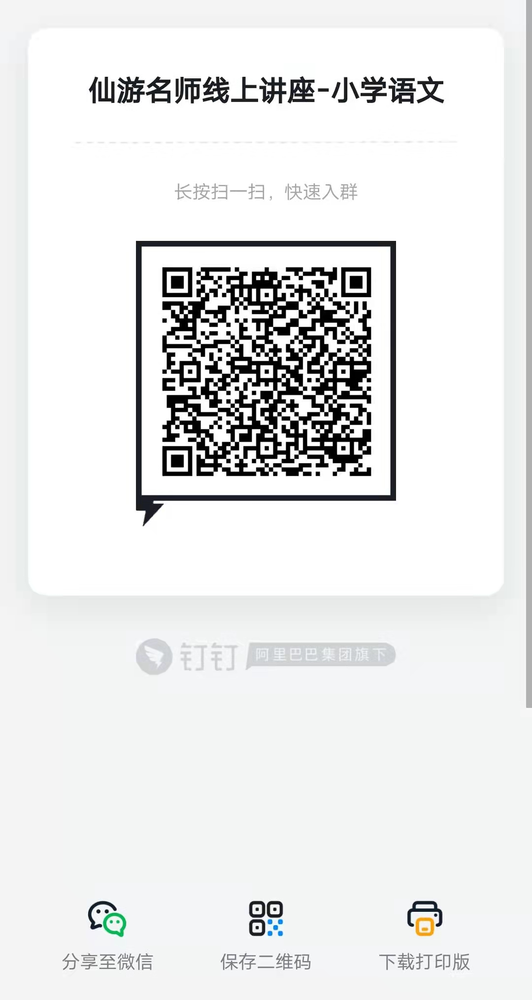 仙游名师线上讲座-小学语文
长按扫一扫，快速入群
钉钉 阿里巴巴集团旗下
分享至微信 保存二维码 下载打印版